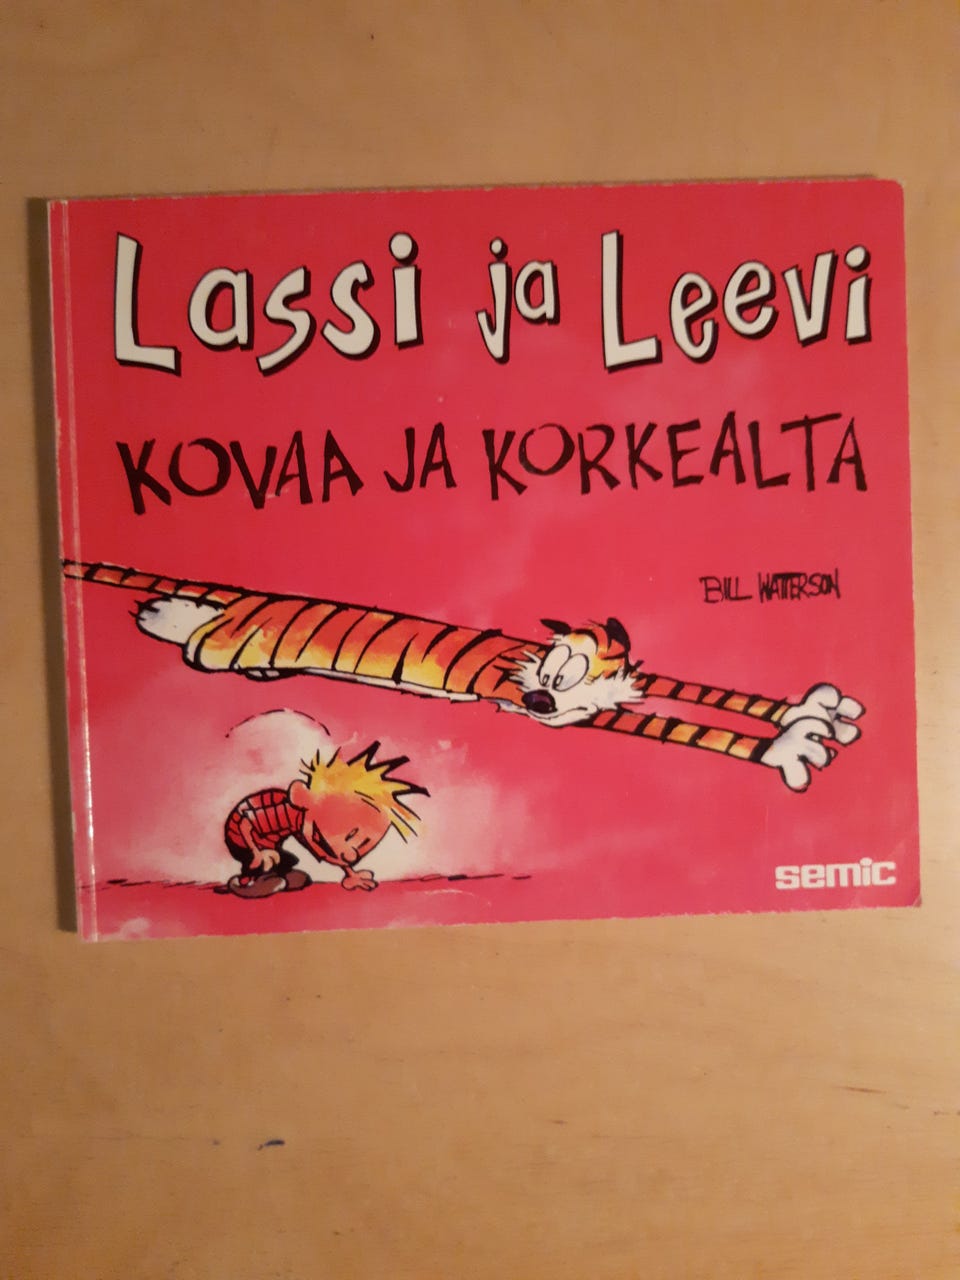 Lassi ja Leevi
KOVAA JA KORKEALTA
BILL WATTERSON
semic